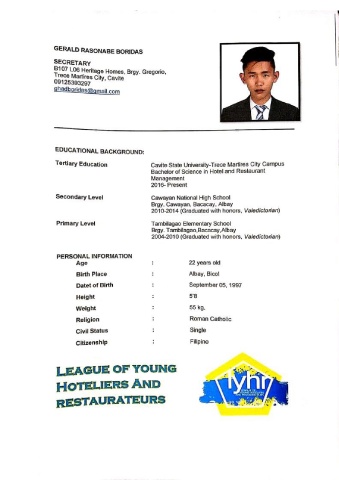 GERALD RASONABE BORIDAS
SECRETARY
B107 L06 Heritage Homes, Brgy. Gregorio,
Trece Martires City, Cavite
09125390297
ghadborides@gmail.com
EDUCATIONAL BACKGROUND:
Tertiary Education Cavite State University-Trece Martires City Campus
Bachelor of Science in Hotel and Restaurant
Management
2016- Present
Secondary Level Cawayan National High School
Brgy. Cawayan, Bacacay, Albay
2010-2014 (Graduated with honors, Valedictorian)
Primary Level Tambilagao Elementary School
Brgy. Tambilagao,Bacacay,Albay
2004-2010 (Graduated with honors, Valedictorian)
PERSONAL INFORMATION
Age : 22 years old
Birth Place : Albay, Bicol
Datet of Birth : September 05, 1997
Height : 5'8
Weight : 55 kg,
Religion : Roman Catholic
Civil Status : Single
Citizenship : Filipino
LEAGUE OF YOUNG
HOTELIERS AND
RESTAURATEURS
lyhr